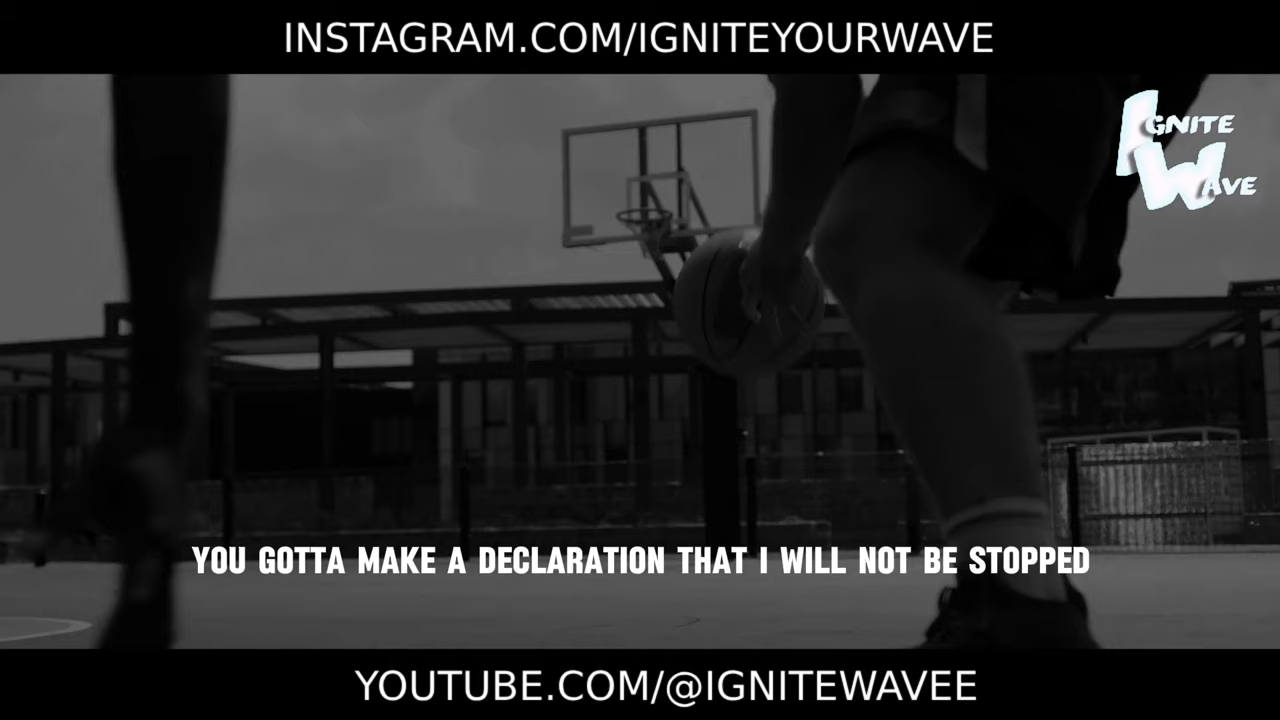 INSTAGRAM.COM/IGNITEYOURWAVE
IGNITE
WAVE
YOU GOTTA MAKE A DECLARATION THAT I WILL NOT BE STOPPED
YOUTUBE.COM/@IGNITEWAVEE